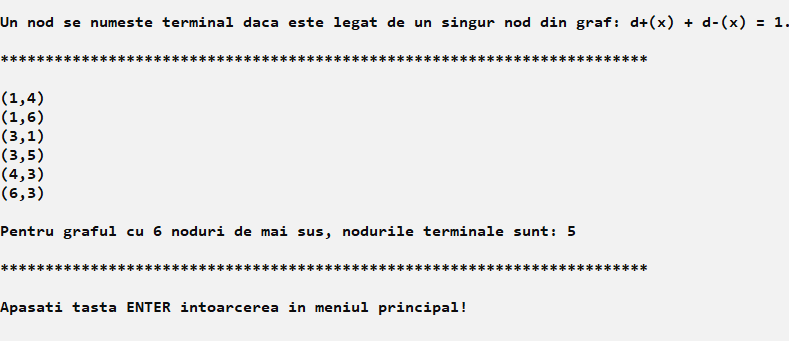 Un nod se numeste terminal daca este legat de un singur nod din graf: d+(x) + d-(x) = 1.
************************************************************************
(1,4)
(1,6)
(3,1)
(3,5)
(4,3)
(6,3)
Pentru graful cu 6 noduri de mai sus, nodurile terminale sunt: 5
************************************************************************
Apasati tasta ENTER intoarcerea in meniul principal!